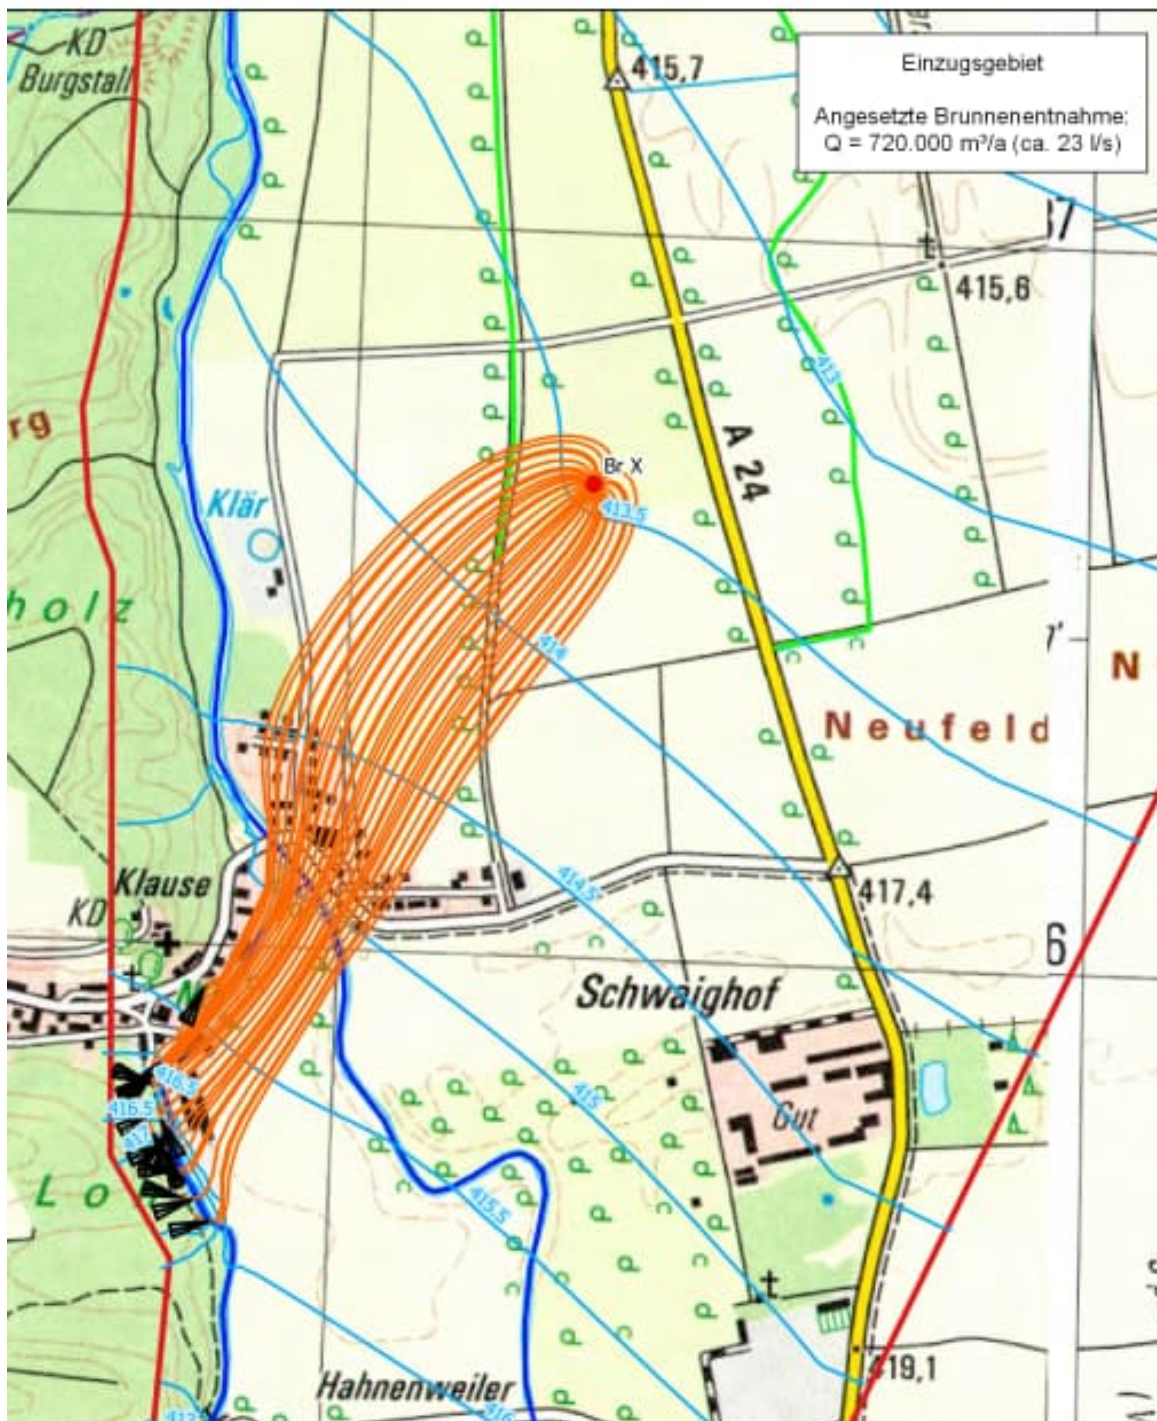 KD
Burgstall
415,7
Einzugsgebiet
Angesetzte Brunnenentnahme:
Q = 720.000 m³/a (ca. 23 l/s)
415,6
413
rg
A 24
Br X
Klär
413,5
holz
414
N
Neufeld
Klause
KD
414,5
417,4
6
Schwaighof
N
416,5
416,5
415
417
Gut
Lo
415,5
419,1
Hahnenweiler
416